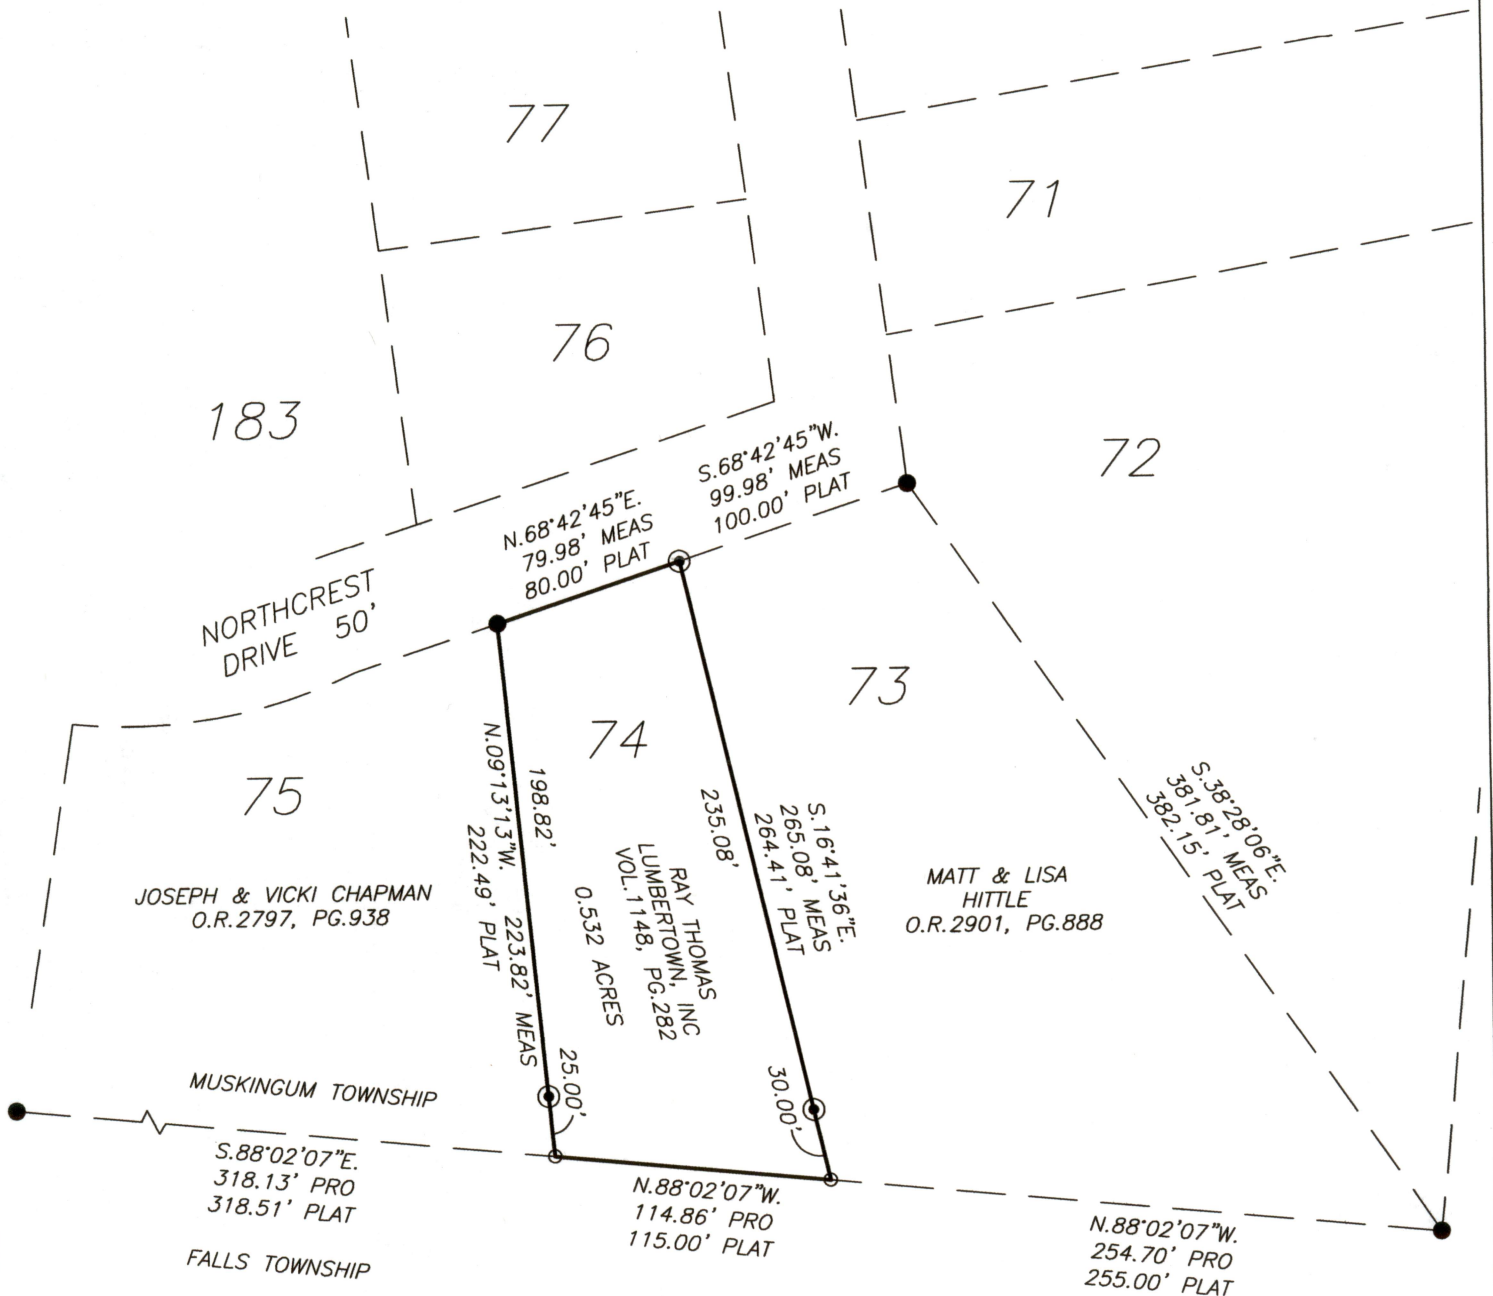 77
71
76
183
72
S.68°42'45"W.
99.98' MEAS
100.00' PLAT
N.68°42'45"E.
79.98' MEAS
80.00' PLAT
NORTHCREST
DRIVE 50'
73
74
75
N.09°13'13"W. 223.82' MEAS
222.49' PLAT
198.82'
25.00'
RAY THOMAS
LUMBERTOWN, INC
VOL.1148, PG.282
0.532 ACRES
235.08'
30.00'
S.16°41'36"E.
265.08' MEAS
264.41' PLAT
S.38°28'06"E.
381.81' MEAS
382.15' PLAT
JOSEPH & VICKI CHAPMAN
O.R.2797, PG.938
MATT & LISA
HITTLE
O.R.2901, PG.888
MUSKINGUM TOWNSHIP
S.88°02'07"E.
318.13' PRO
318.51' PLAT
FALLS TOWNSHIP
N.88°02'07"W.
114.86' PRO
115.00' PLAT
N.88°02'07"W.
254.70' PRO
255.00' PLAT